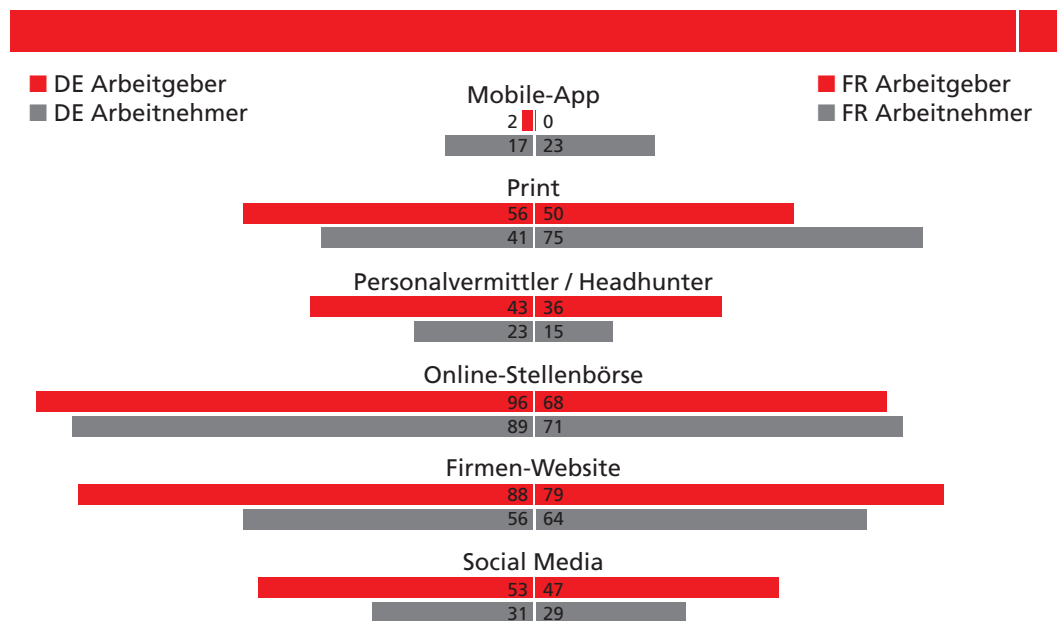 DE Arbeitgeber
DE Arbeitnehmer
FR Arbeitgeber
FR Arbeitnehmer
Mobile-App
2 0
17 23
Print
56 50
41 75
Personalvermittler / Headhunter
43 36
23 15
Online-Stellenbörse
96 68
89 71
Firmen-Website
88 79
56 64
Social Media
53 47
31 29